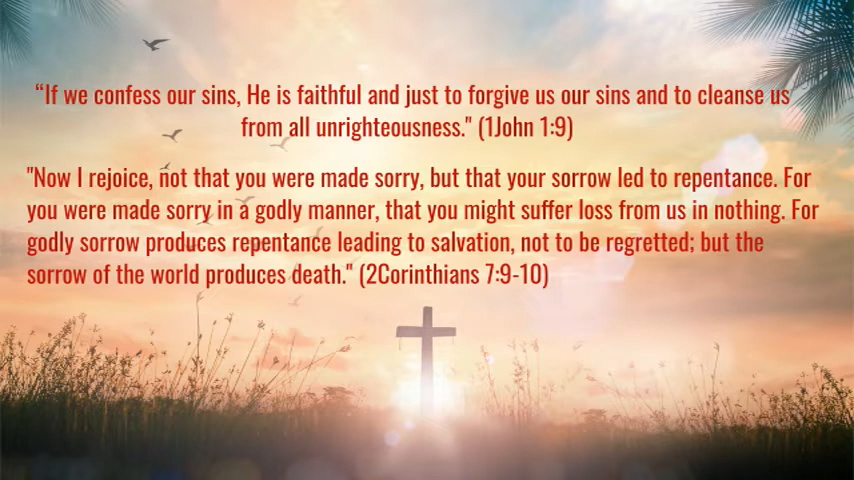 “If we confess our sins, He is faithful and just to forgive us our sins and to cleanse us
from all unrighteousness." (1John 1:9)
"Now I rejoice, not that you were made sorry, but that your sorrow led to repentance. For
you were made sorry in a godly manner, that you might suffer loss from us in nothing. For
godly sorrow produces repentance leading to salvation, not to be regretted; but the
sorrow of the world produces death." (2Corinthians 7:9-10)